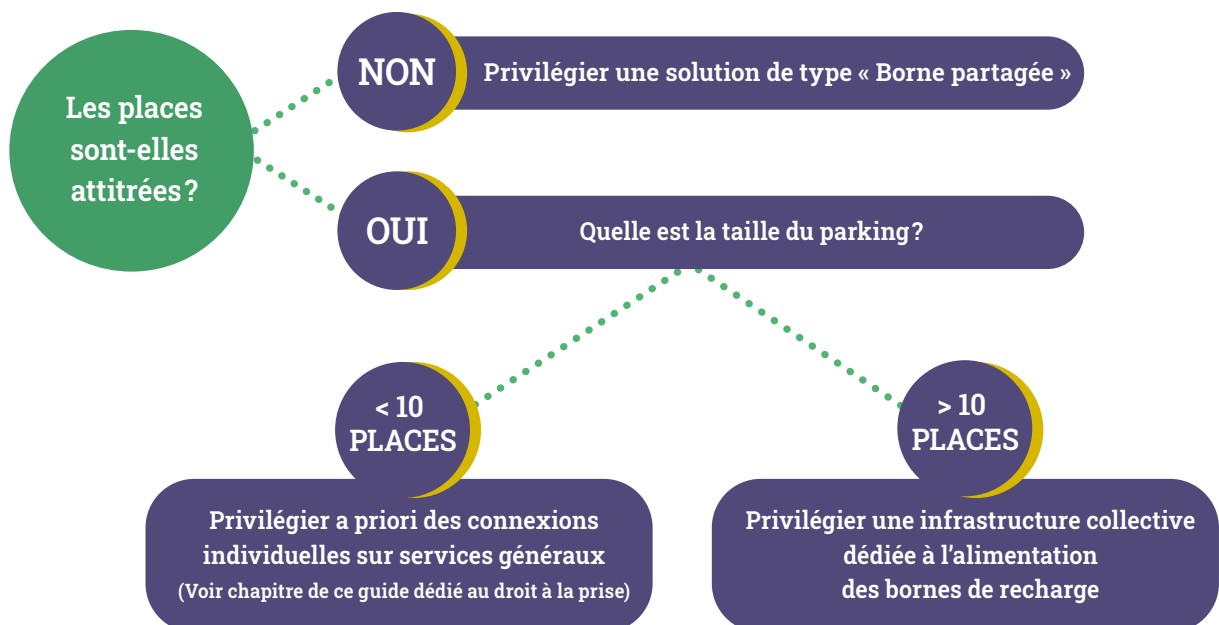 Les places
sont-elles
attitrées ?
NON
Privilégier une solution de type « Borne partagée »
OUI
Quelle est la taille du parking ?
< 10
PLACES
Privilégier a priori des connexions
individuelles sur services généraux
(Voir chapitre de ce guide dédié au droit à la prise)
> 10
PLACES
Privilégier une infrastructure collective
dédiée à l’alimentation
des bornes de recharge